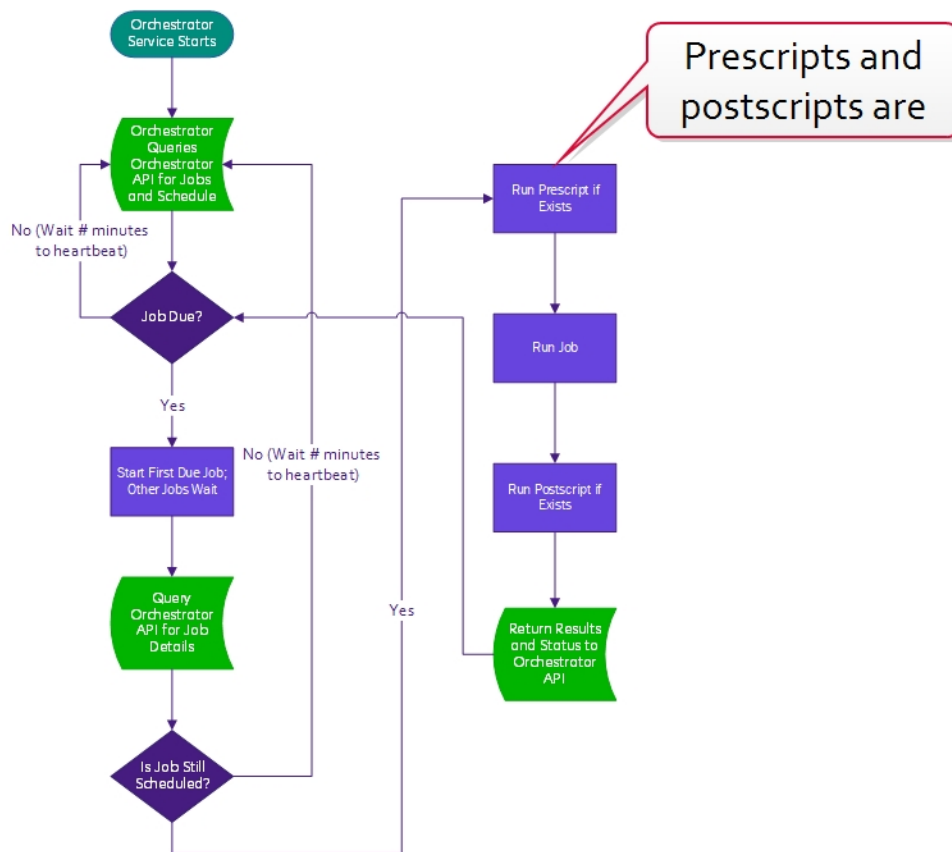 Orchestrator
Service Starts
Orchestrator
Queries
Orchestrator
API for Jobs
and Schedule
No (Wait # minutes
to heartbeat)
Job Due?
Yes
Start First Due Job;
Other Jobs Wait
No (Wait # minutes
to heartbeat)
Query
Orchestrator
API for Job
Details
Is Job Still
Scheduled?
Yes
Prescripts and
postscripts are
Run Prescript if
Exists
Run Job
Run Postscript if
Exists
Return Results
and Status to
Orchestrator
API